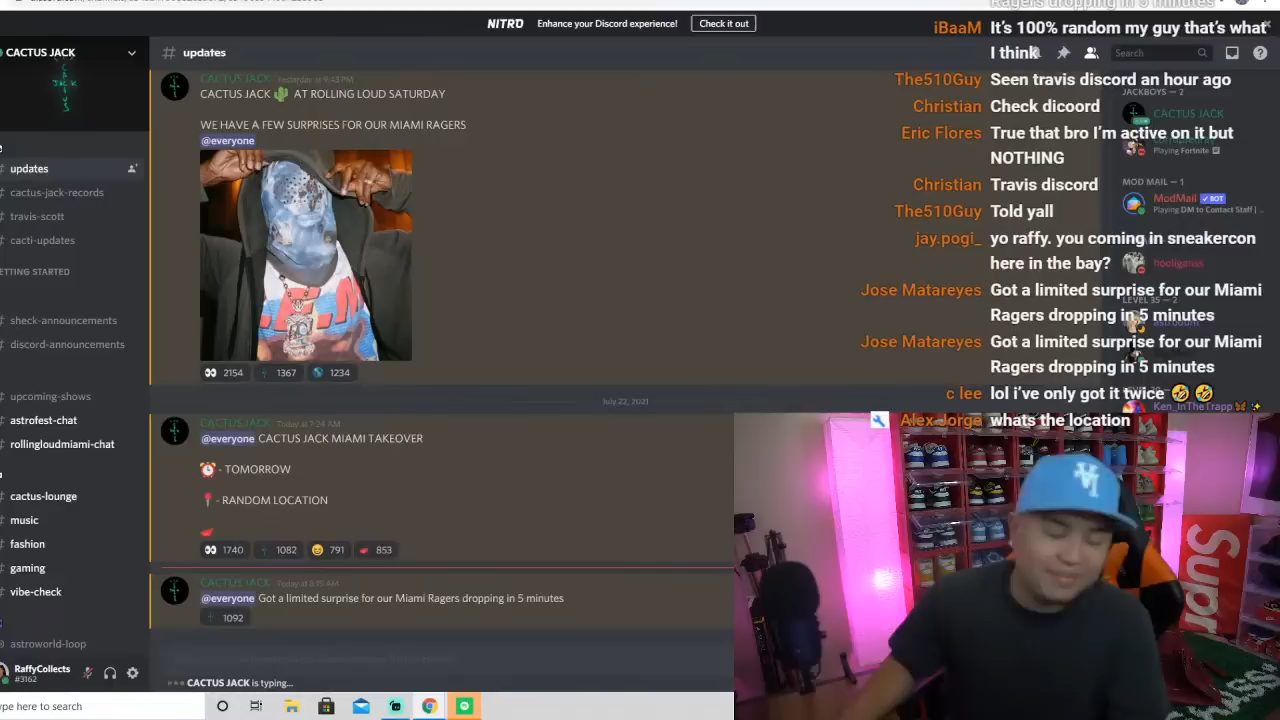 NITRO
Enhance your Discord experience!
Check it out
CACTUS JACK
updates
Search
updates
cactus-jack-records
travis-scott
cacti-updates
GETTING STARTED
sheck-announcements
discord-announcements
upcoming-shows
astrofest-chat
rollingloudmiami-chat
cactus-lounge
music
fashion
gaming
vibe-check
astroworld-loop
RaffyCollects
#3162
CACTUS JACK Yesterday at 9:43 PM
CACTUS JACK 🌵 AT ROLLING LOUD SATURDAY
WE HAVE A FEW SURPRISES FOR OUR MIAMI RAGERS
@everyone
2154 1367 1234
July 22, 2021
CACTUS JACK Today at 7:24 AM
@everyone CACTUS JACK MIAMI TAKEOVER
⏰ - TOMORROW
📍 - RANDOM LOCATION
1740 1082 791 853
CACTUS JACK Today at 8:15 AM
@everyone Got a limited surprise for our Miami Ragers dropping in 5 minutes
1092
CACTUS JACK is typing...
Ragers dropping in 5 minutes
iBaaM It's 100% random my guy that's what
I think
The510Guy Seen travis discord an hour ago
Christian Check dicoord
Eric Flores True that bro I'm active on it but
NOTHING
Christian Travis discord
The510Guy Told yall
jay.pogi_ yo raffy. you coming in sneakercon
here in the bay?
Jose Matareyes Got a limited surprise for our Miami
Ragers dropping in 5 minutes
Jose Matareyes Got a limited surprise for our Miami
Ragers dropping in 5 minutes
c lee lol i've only got it twice 🤣 🤣
Alex Jorge whats the location
JACKBOYS — 2
CACTUS JACK
Playing Fortnite
MOD MAIL — 1
ModMail BOT
Playing DM to Contact Staff | ...
hooliganss
LEVEL 35 — 2
Ken_InTheTrapp
Supr